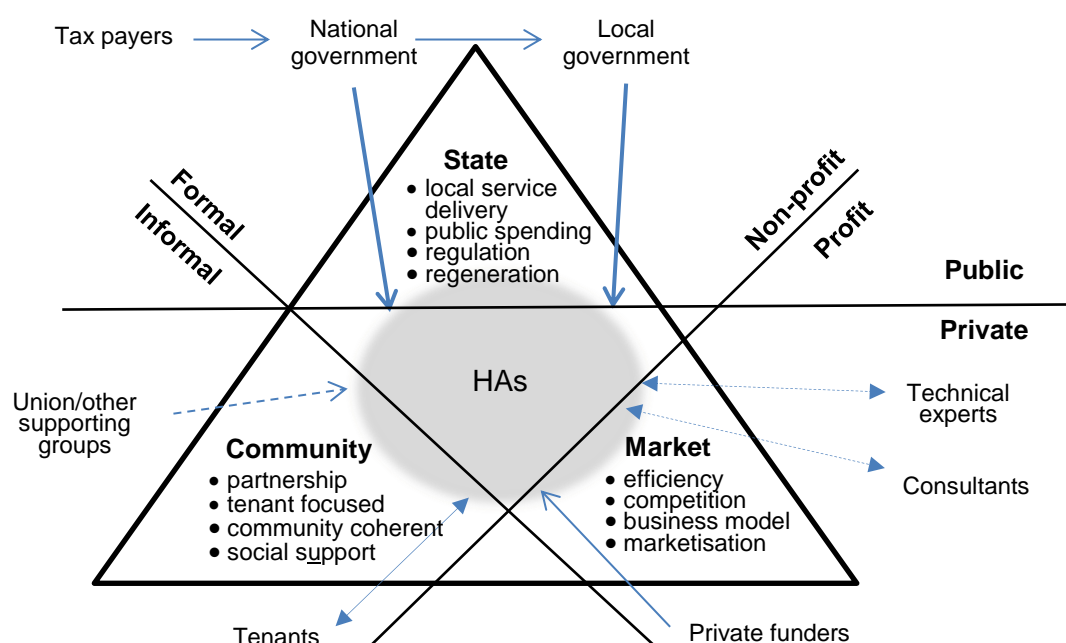 Tax payers
National
government
Local
government
State
• local service
delivery
• public spending
• regulation
• regeneration
Formal
Informal
Non-profit
Profit
Public
Private
HAs
Union/other
supporting
groups
Technical
experts
Consultants
Community
• partnership
• tenant focused
• community coherent
• social support
Market
• efficiency
• competition
• business model
• marketisation
Tenants
Private funders